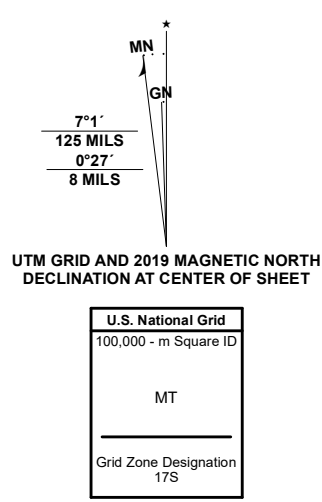 MN
GN
7°1´
125 MILS
0°27´
8 MILS
UTM GRID AND 2019 MAGNETIC NORTH
DECLINATION AT CENTER OF SHEET
U.S. National Grid
100,000 - m Square ID
MT
Grid Zone Designation
17S